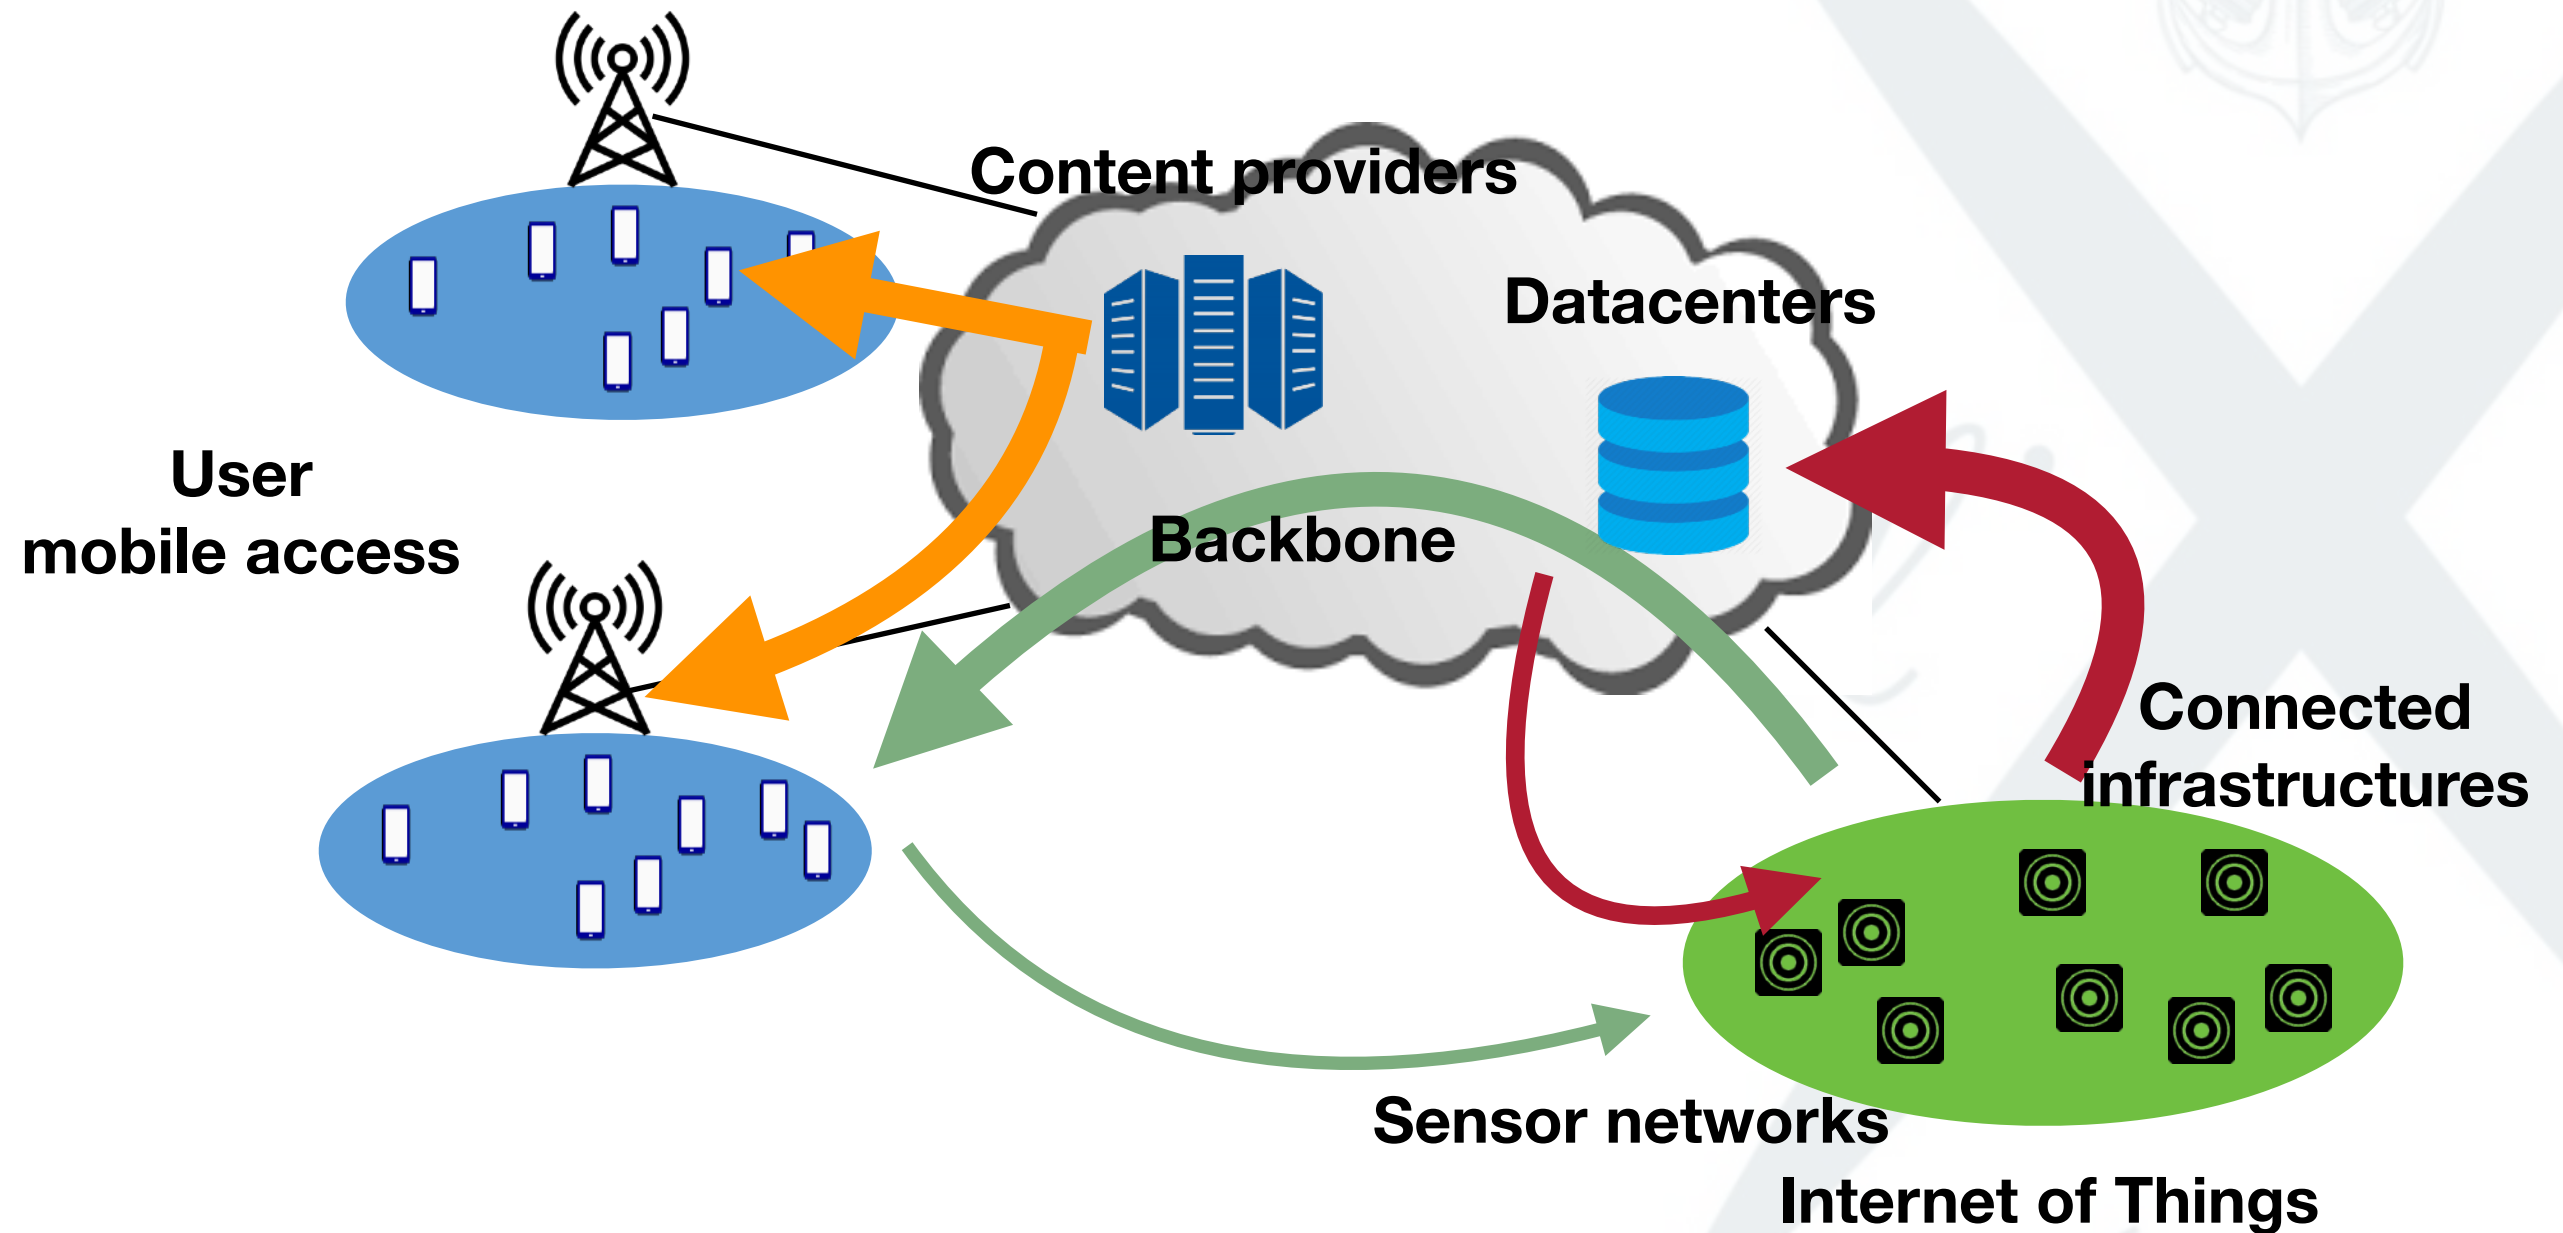 Content providers
Datacenters
User
mobile access
Backbone
Connected
infrastructures
Sensor networks
Internet of Things